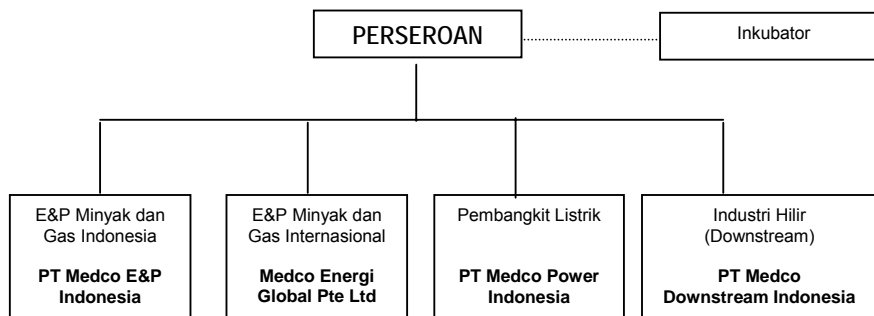 PERSEROAN
Inkubator
E&P Minyak dan
Gas Indonesia
PT Medco E&P
Indonesia
E&P Minyak dan
Gas Internasional
Medco Energi
Global Pte Ltd
Pembangkit Listrik
PT Medco Power
Indonesia
Industri Hilir
(Downstream)
PT Medco
Downstream Indonesia